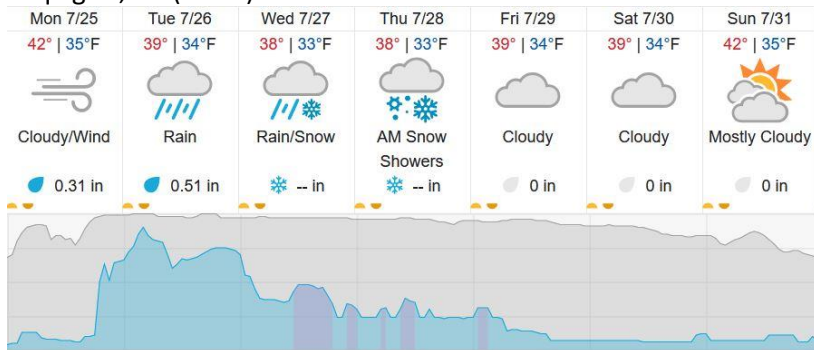 Mon 7/25 Tue 7/26 Wed 7/27 Thu 7/28 Fri 7/29 Sat 7/30 Sun 7/31
42° | 35°F 39° | 34°F 38° | 33°F 38° | 33°F 39° | 34°F 39° | 34°F 42° | 35°F
Cloudy/Wind Rain Rain/Snow AM Snow Cloudy Cloudy Mostly Cloudy
Showers
0.31 in 0.51 in -- in -- in 0 in 0 in 0 in